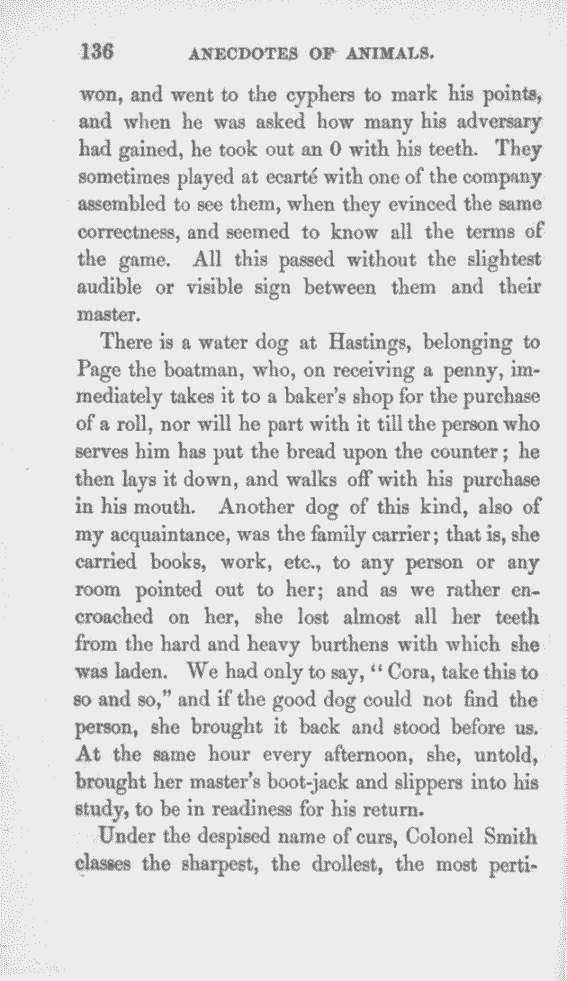 136 ANECDOTES OF ANIMALS.
won, and went to the cyphers to mark his points,
and when he was asked how many his adversary
had gained, he took out an 0 with his teeth. They
sometimes played at ecarté with one of the company
assembled to see them, when they evinced the same
correctness, and seemed to know all the terms of
the game. All this passed without the slightest
audible or visible sign between them and their
master.
There is a water dog at Hastings, belonging to
Page the boatman, who, on receiving a penny, im-
mediately takes it to a baker's shop for the purchase
of a roll, nor will he part with it till the person who
serves him has put the bread upon the counter; he
then lays it down, and walks off with his purchase
in his mouth. Another dog of this kind, also of
my acquaintance, was the family carrier; that is, she
carried books, work, etc., to any person or any
room pointed out to her; and as we rather en-
croached on her, she lost almost all her teeth
from the hard and heavy burthens with which she
was laden. We had only to say, "Cora, take this to
so and so," and if the good dog could not find the
person, she brought it back and stood before us.
At the same hour every afternoon, she, untold,
brought her master's boot-jack and slippers into his
study, to be in readiness for his return.
Under the despised name of curs, Colonel Smith
classes the sharpest, the drollest, the most perti-